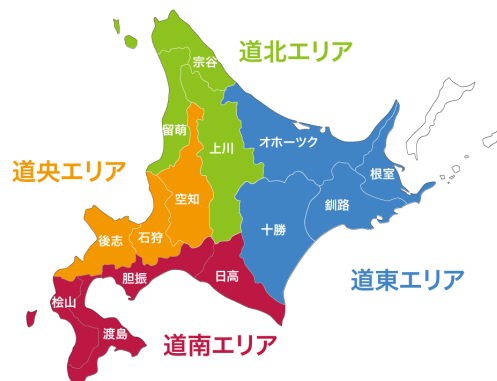 道北エリア
宗谷
留萌
上川
オホーツク
根室
道央エリア
空知
釧路
十勝
後志
石狩
胆振
日高
道東エリア
桧山
渡島
道南エリア